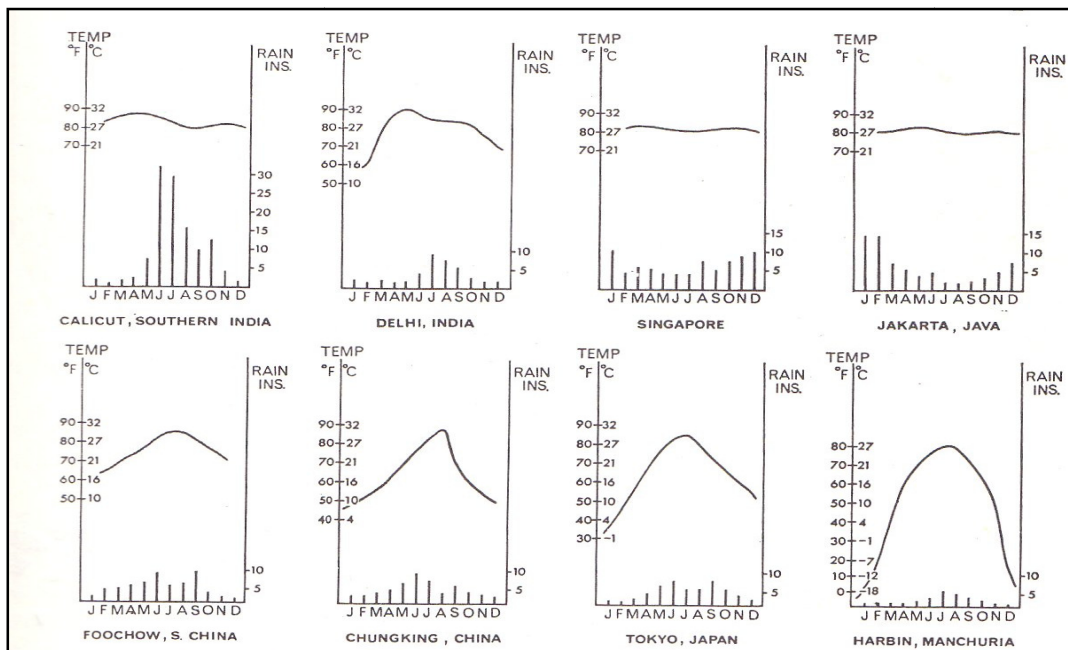 TEMP
°F °C
RAIN
INS.
90 32
80 27
70 21
30
25
20
15
10
5
J F M A M J J A S O N D
CALICUT, SOUTHERN INDIA
TEMP
°F °C
RAIN
INS.
90 32
80 27
70 21
60 16
50 10
10
5
J F M A M J J A S O N D
DELHI, INDIA
TEMP
°F °C
RAIN
INS.
90 32
80 27
70 21
15
10
5
J F M A M J J A S O N D
SINGAPORE
TEMP
°F °C
RAIN
INS.
90 32
80 27
70 21
15
10
5
J F M A M J J A S O N D
JAKARTA, JAVA
TEMP
°F °C
RAIN
INS.
90 32
80 27
70 21
60 16
50 10
10
5
J F M A M J J A S O N D
FOOCHOW, S. CHINA
TEMP
°F °C
RAIN
INS.
90 32
80 27
70 21
60 16
50 10
40 4
10
5
J F M A M J J A S O N D
CHUNGKING, CHINA
TEMP
°F °C
RAIN
INS.
90 32
80 27
70 21
60 16
50 10
40 4
30 -1
10
5
J F M A M J J A S O N D
TOKYO, JAPAN
TEMP
°F °C
RAIN
INS.
80 27
70 21
60 16
50 10
40 4
30 -1
20 -7
10 -12
0 -18
10
5
J F M A M J J A S O N D
HARBIN, MANCHURIA